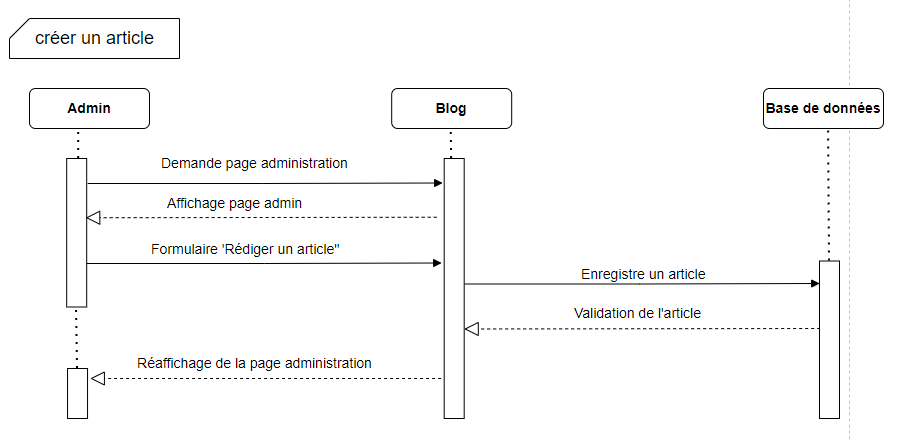 créer un article
Admin
Blog
Base de données
Demande page administration
Affichage page admin
Formulaire 'Rédiger un article"
Enregistre un article
Validation de l'article
Réaffichage de la page administration